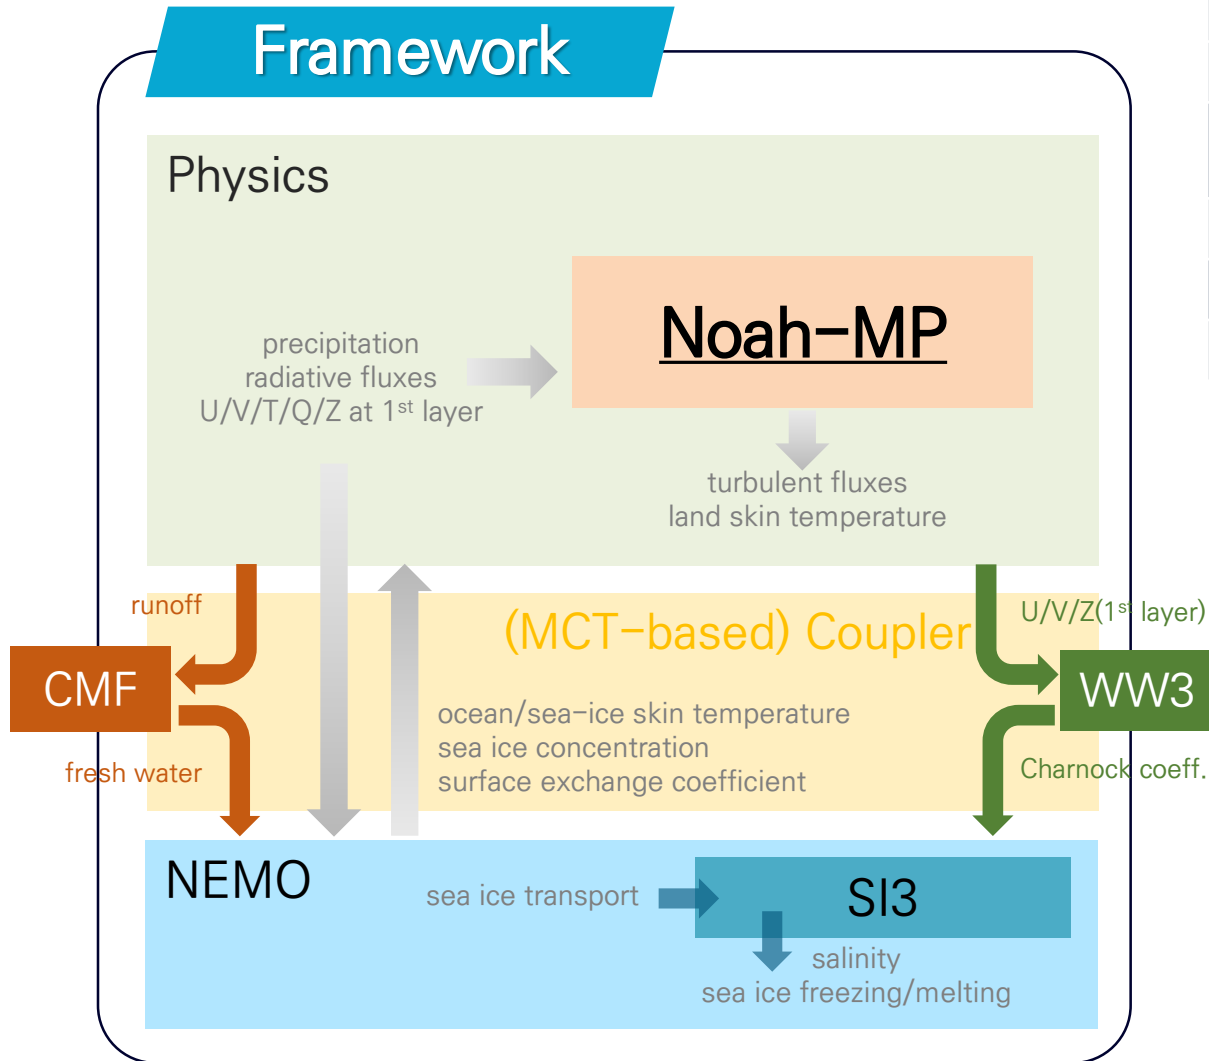 Framework
Physics
Noah-MP
precipitation
radiative fluxes
U/V/T/Q/Z at 1st layer
turbulent fluxes
land skin temperature
runoff
U/V/Z(1st layer)
(MCT-based) Coupler
CMF
WW3
ocean/sea-ice skin temperature
sea ice concentration
surface exchange coefficient
fresh water
Charnock coeff.
NEMO
sea ice transport
SI3
salinity
sea ice freezing/melting